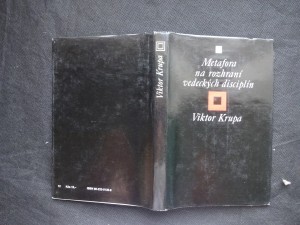 Metafora
na rozhraní
vedeckých disciplín
Viktor Krupa
Viktor Krupa